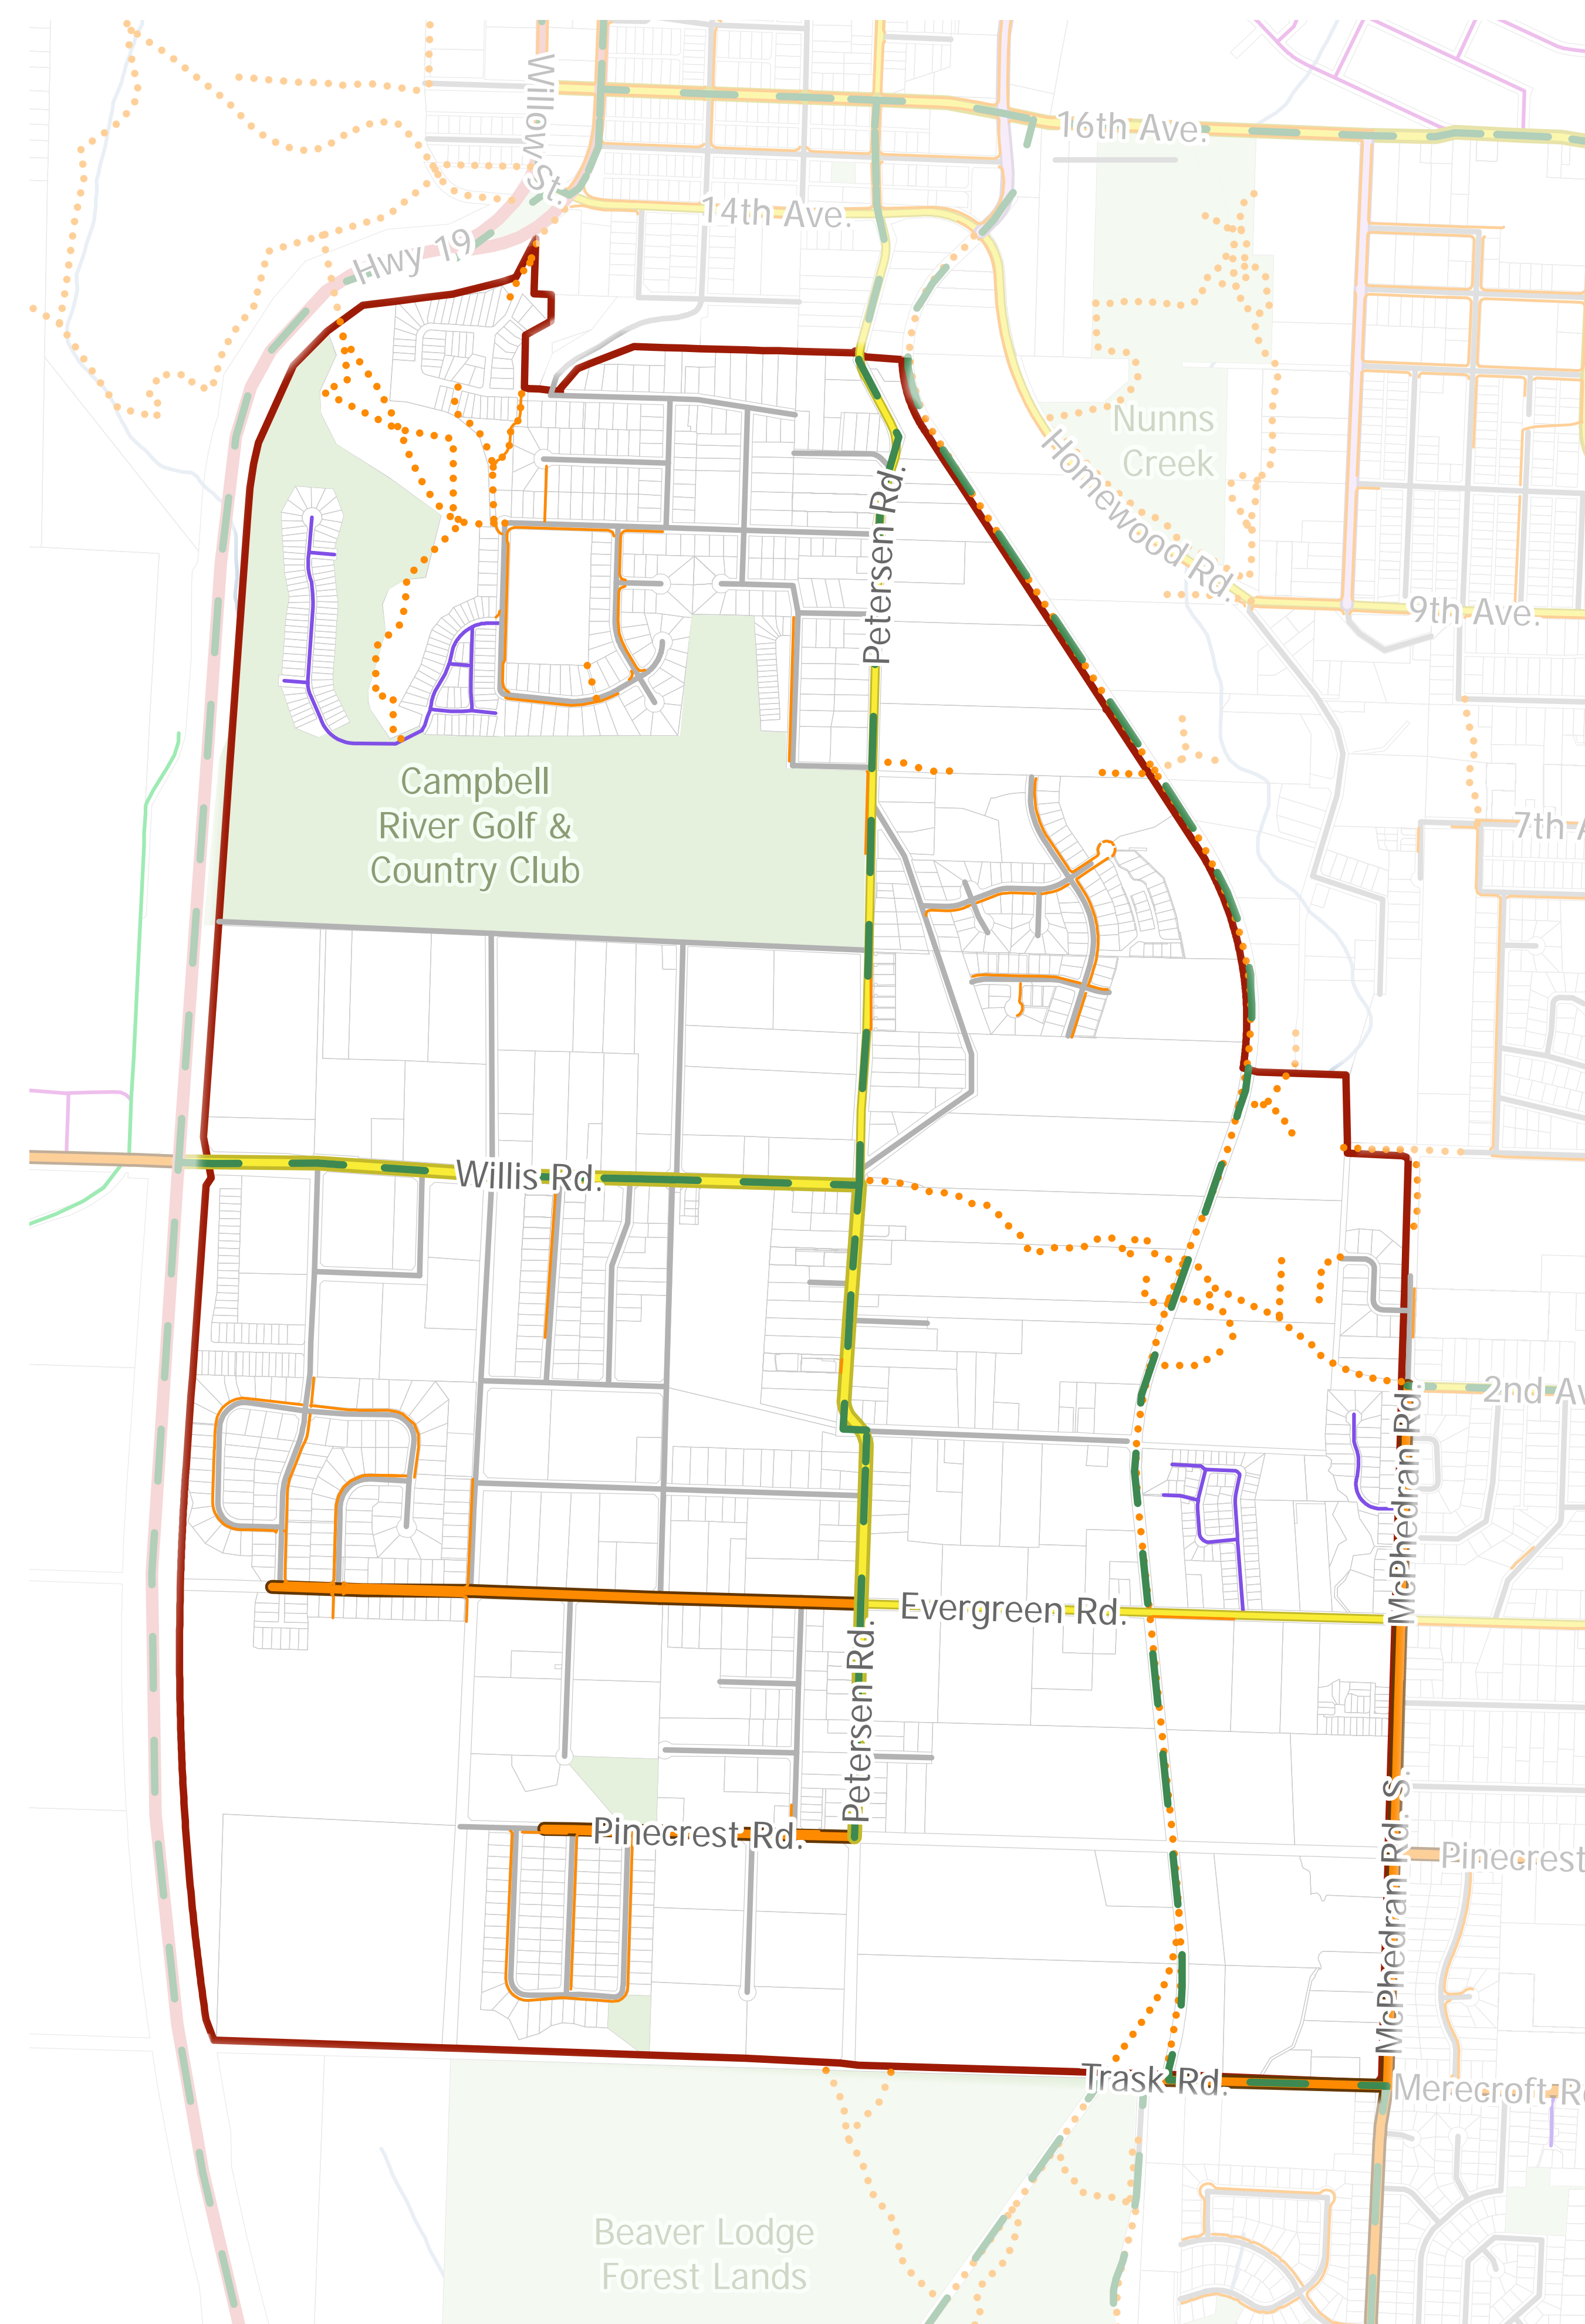 Willow St.
16th Ave.
14th Ave.
Hwy 19
Nunns
Creek
Homewood Rd.
Petersen Rd.
9th Ave.
Campbell
River Golf &
Country Club
7th A
Willis Rd.
2nd Av
McPhedran Rd.
Evergreen Rd.
Petersen Rd.
McPhedran Rd. S.
Pinecrest Rd.
Pinecrest
Trask Rd.
Merecroft Rd
Beaver Lodge
Forest Lands